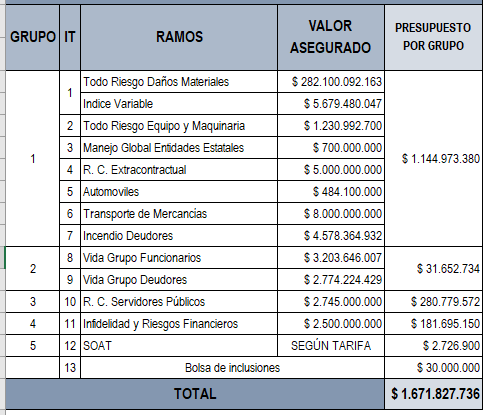 GRUPO IT RAMOS VALOR ASEGURADO PRESUPUESTO POR GRUPO
1 1 Todo Riesgo Daños Materiales $ 282.100.092.163 $ 1.144.973.380
Indice Variable $ 5.679.480.047
2 Todo Riesgo Equipo y Maquinaria $ 1.230.992.700
3 Manejo Global Entidades Estatales $ 700.000.000
4 R. C. Extracontractual $ 5.000.000.000
5 Automoviles $ 484.100.000
6 Transporte de Mercancías $ 8.000.000.000
7 Incendio Deudores $ 4.578.364.932
2 8 Vida Grupo Funcionarios $ 3.203.646.007 $ 31.652.734
9 Vida Grupo Deudores $ 2.774.224.429
3 10 R. C. Servidores Públicos $ 2.745.000.000 $ 280.779.572
4 11 Infidelidad y Riesgos Financieros $ 2.500.000.000 $ 181.695.150
5 12 SOAT SEGÚN TARIFA $ 2.726.900
13 Bolsa de inclusiones $ 30.000.000
TOTAL $ 1.671.827.736